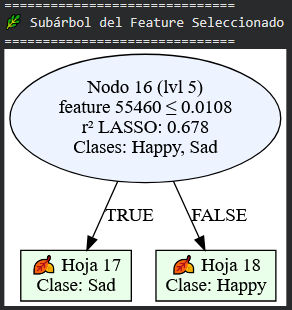 ==============================
🌿 Subárbol del Feature Seleccionado
==============================
Nodo 16 (lvl 5)
feature 55460 ≤ 0.0108
r² LASSO: 0.678
Clases: Happy, Sad
TRUE FALSE
🍂 Hoja 17
Clase: Sad
🍂 Hoja 18
Clase: Happy